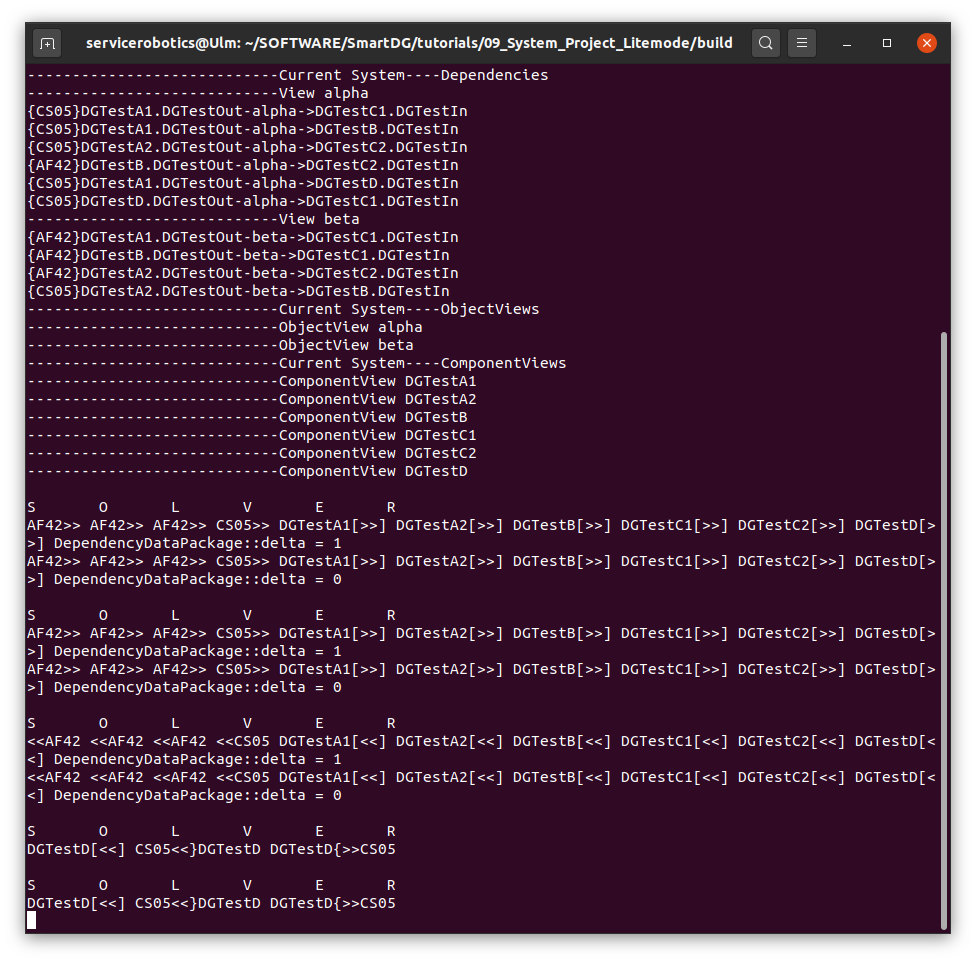 servicerobotics@Ulm: ~/SOFTWARE/SmartDG/tutorials/09_System_Project_Litemode/build
----------------------------Current System----Dependencies
----------------------------View alpha
{CS05}DGTestA1.DGTestOut-alpha->DGTestC1.DGTestIn
{CS05}DGTestA1.DGTestOut-alpha->DGTestB.DGTestIn
{CS05}DGTestA2.DGTestOut-alpha->DGTestC2.DGTestIn
{AF42}DGTestB.DGTestOut-alpha->DGTestC2.DGTestIn
{CS05}DGTestA1.DGTestOut-alpha->DGTestD.DGTestIn
{CS05}DGTestD.DGTestOut-alpha->DGTestC1.DGTestIn
----------------------------View beta
{AF42}DGTestA1.DGTestOut-beta->DGTestC1.DGTestIn
{AF42}DGTestB.DGTestOut-beta->DGTestC1.DGTestIn
{AF42}DGTestA2.DGTestOut-beta->DGTestC2.DGTestIn
{CS05}DGTestA2.DGTestOut-beta->DGTestB.DGTestIn
----------------------------Current System----ObjectViews
----------------------------ObjectView alpha
----------------------------ObjectView beta
----------------------------Current System----ComponentViews
----------------------------ComponentView DGTestA1
----------------------------ComponentView DGTestA2
----------------------------ComponentView DGTestB
----------------------------ComponentView DGTestC1
----------------------------ComponentView DGTestC2
----------------------------ComponentView DGTestD

S       O       L       V       E       R
AF42>> AF42>> AF42>> CS05>> DGTestA1[>>] DGTestA2[>>] DGTestB[>>] DGTestC1[>>] DGTestC2[>>] DGTestD[>
>] DependencyDataPackage::delta = 1
AF42>> AF42>> AF42>> CS05>> DGTestA1[>>] DGTestA2[>>] DGTestB[>>] DGTestC1[>>] DGTestC2[>>] DGTestD[>
>] DependencyDataPackage::delta = 0

S       O       L       V       E       R
AF42>> AF42>> AF42>> CS05>> DGTestA1[>>] DGTestA2[>>] DGTestB[>>] DGTestC1[>>] DGTestC2[>>] DGTestD[>
>] DependencyDataPackage::delta = 1
AF42>> AF42>> AF42>> CS05>> DGTestA1[>>] DGTestA2[>>] DGTestB[>>] DGTestC1[>>] DGTestC2[>>] DGTestD[>
>] DependencyDataPackage::delta = 0

S       O       L       V       E       R
<<AF42 <<AF42 <<AF42 <<CS05 DGTestA1[<<] DGTestA2[<<] DGTestB[<<] DGTestC1[<<] DGTestC2[<<] DGTestD[<
<] DependencyDataPackage::delta = 1
<<AF42 <<AF42 <<AF42 <<CS05 DGTestA1[<<] DGTestA2[<<] DGTestB[<<] DGTestC1[<<] DGTestC2[<<] DGTestD[<
<] DependencyDataPackage::delta = 0

S       O       L       V       E       R
DGTestD[<<] CS05<<}DGTestD DGTestD{>>CS05

S       O       L       V       E       R
DGTestD[<<] CS05<<}DGTestD DGTestD{>>CS05